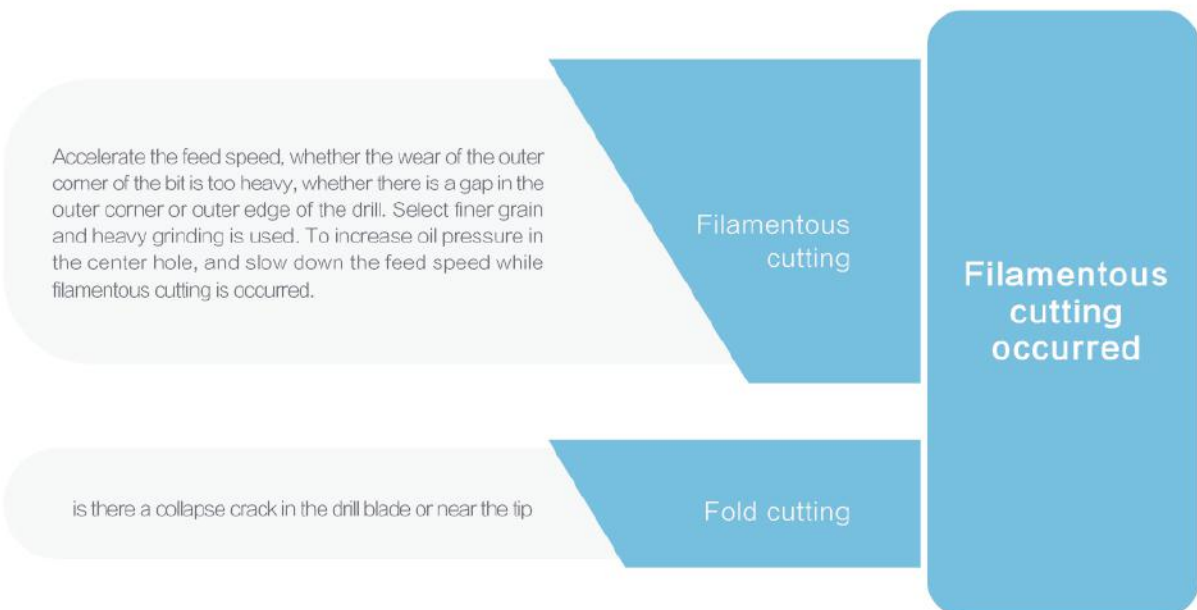 Accelerate the feed speed, whether the wear of the outer
corner of the bit is too heavy, whether there is a gap in the
outer corner or outer edge of the drill. Select finer grain
and heavy grinding is used. To increase oil pressure in
the center hole, and slow down the feed speed while
filamentous cutting is occurred.
Filamentous
cutting
is there a collapse crack in the drill blade or near the tip
Fold cutting
Filamentous
cutting
occurred